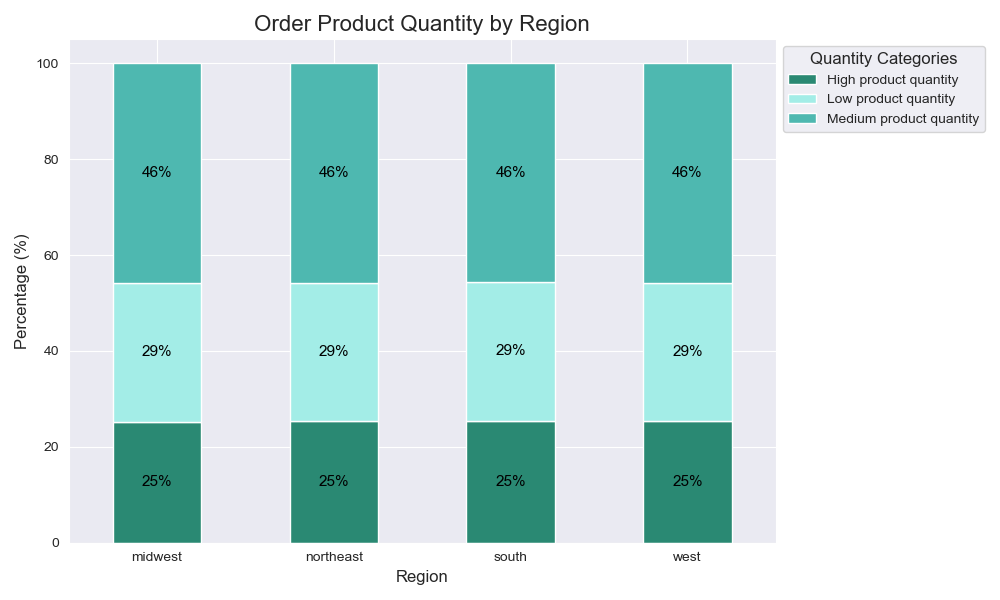 Order Product Quantity by Region
Quantity Categories
High product quantity
Low product quantity
Medium product quantity
Percentage (%)
100
80
60
40
20
0
46% 46% 46% 46%
29% 29% 29% 29%
25% 25% 25% 25%
midwest northeast south west
Region